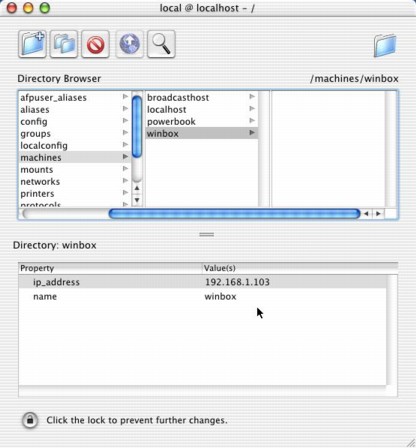 local @ localhost - /
Directory Browser
/machines/winbox
afpuser_aliases
aliases
config
groups
localconfig
machines
mounts
networks
printers
protocols
broadcasthost
localhost
powerbook
winbox
Directory: winbox
Property Value(s)
ip_address 192.168.1.103
name winbox
Click the lock to prevent further changes.